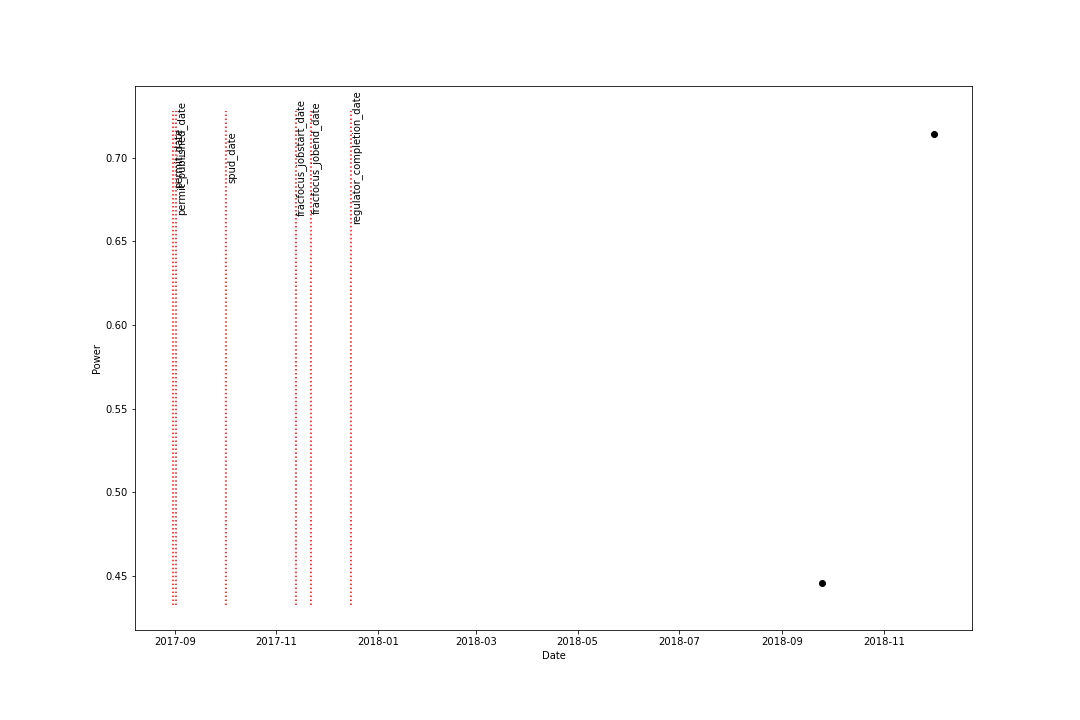 permit_date
permit_published_date
spud_date
fracfocus_jobstart_date
fracfocus_jobend_date
regulator_completion_date
0.70
0.65
0.60
0.55
0.50
0.45
Power
2017-09
2017-11
2018-01
2018-03
2018-05
2018-07
2018-09
2018-11
Date